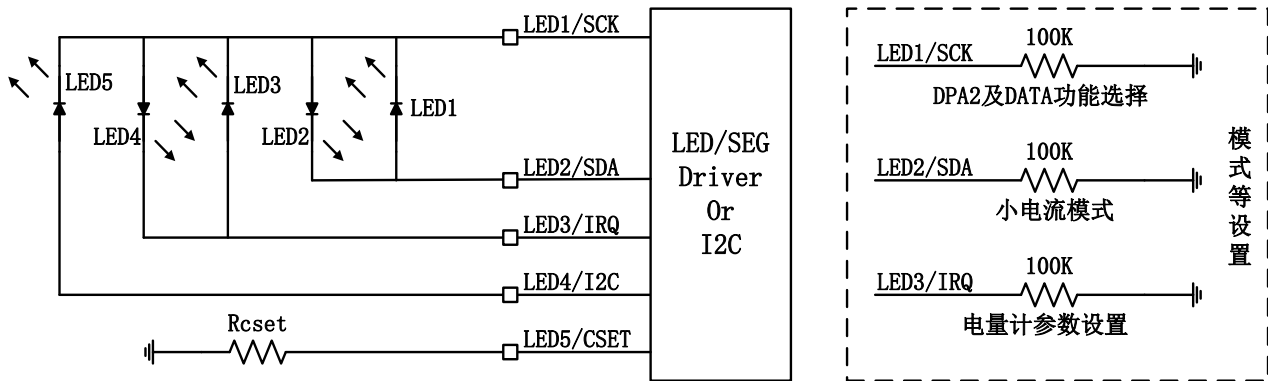 LED1/SCK
LED5
LED4
LED3
LED2
LED1
LED2/SDA
LED3/IRQ
LED4/I2C
Rcset
LED5/CSET
LED/SEG
Driver
Or
I2C
LED1/SCK
100K
DPA2及DATA功能选择
LED2/SDA
100K
小电流模式
LED3/IRQ
100K
电量计参数设置
模式等设置